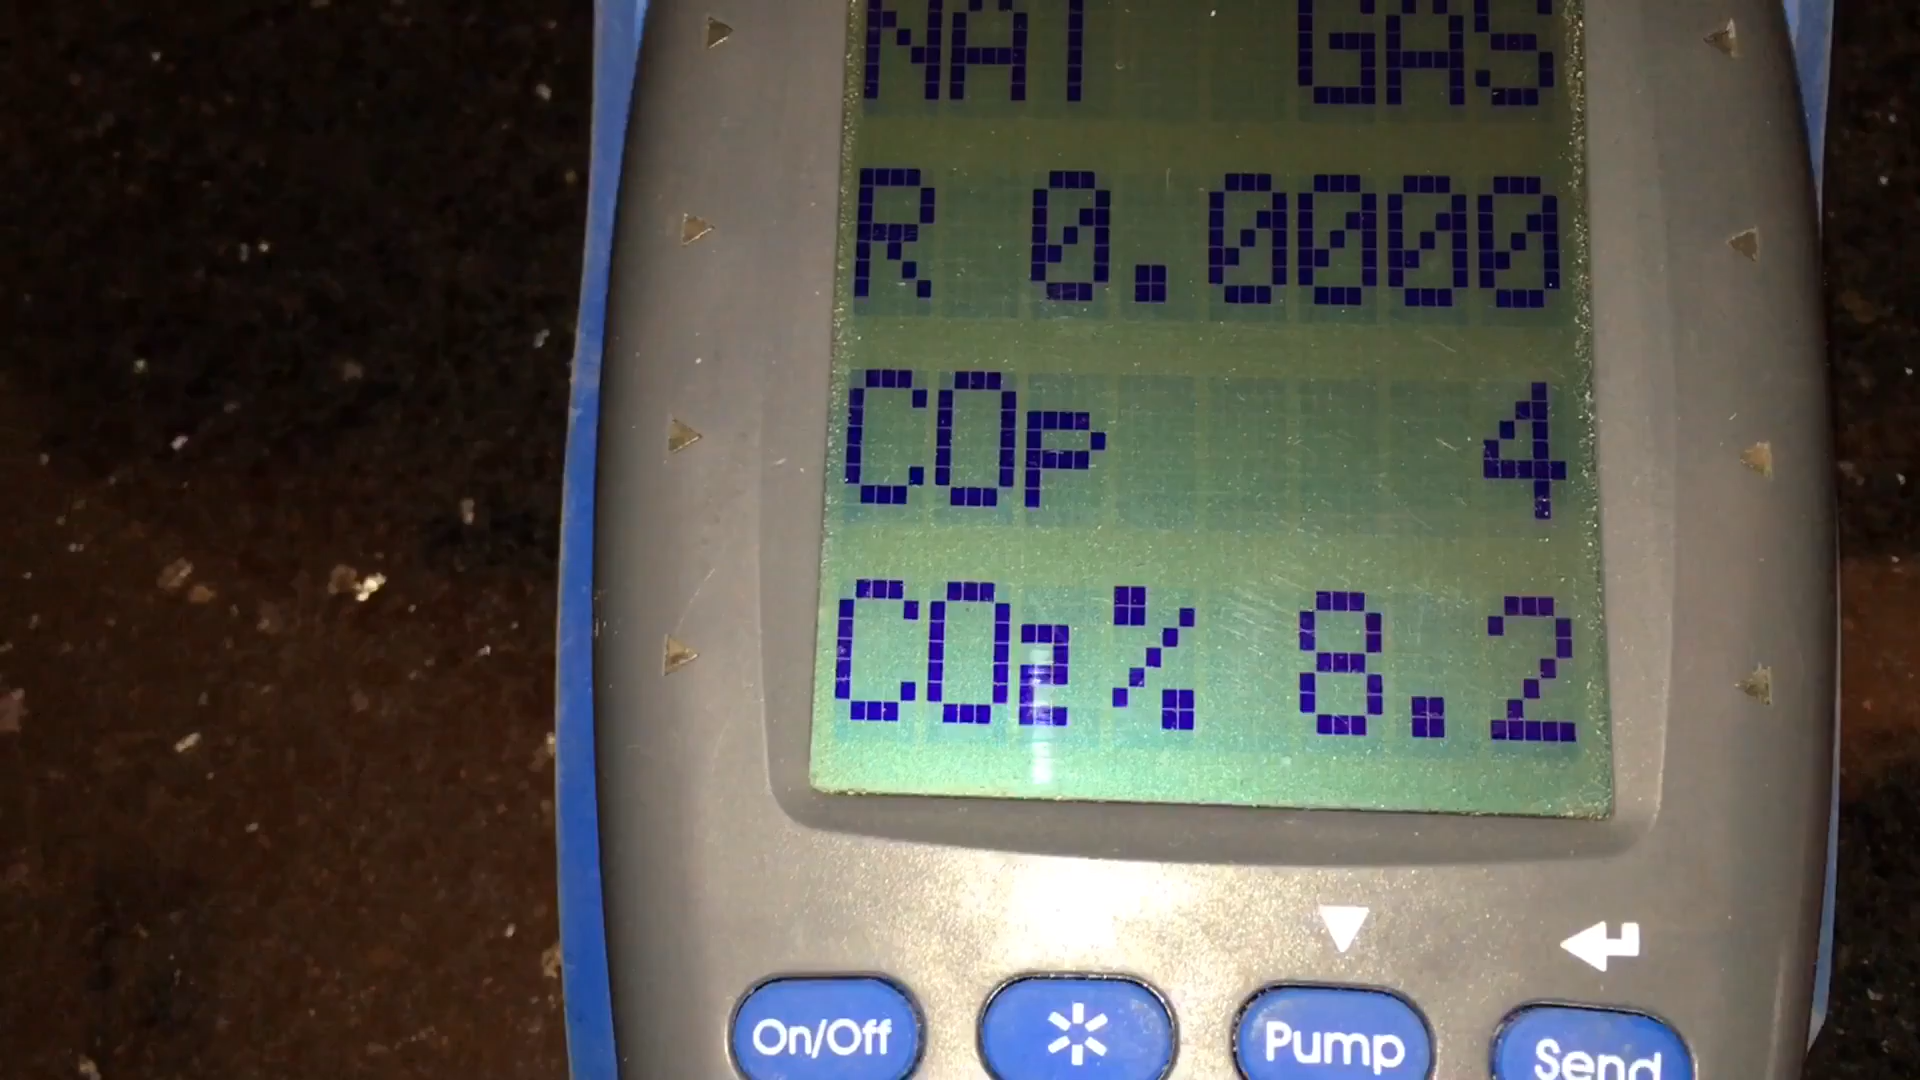 NAT GAS
R 0.0000
COP 4
CO₂% 8.2
On/Off Pump Send